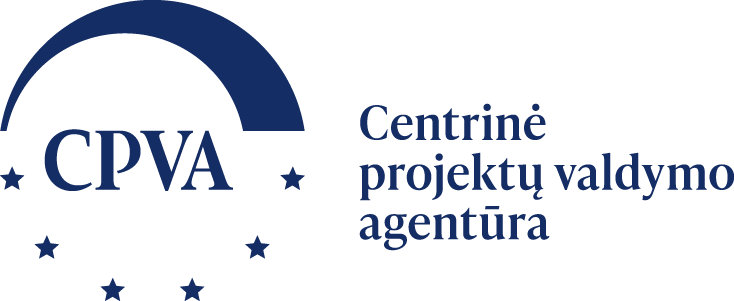 CPVA
Centrinė
projektų valdymo
agentūra